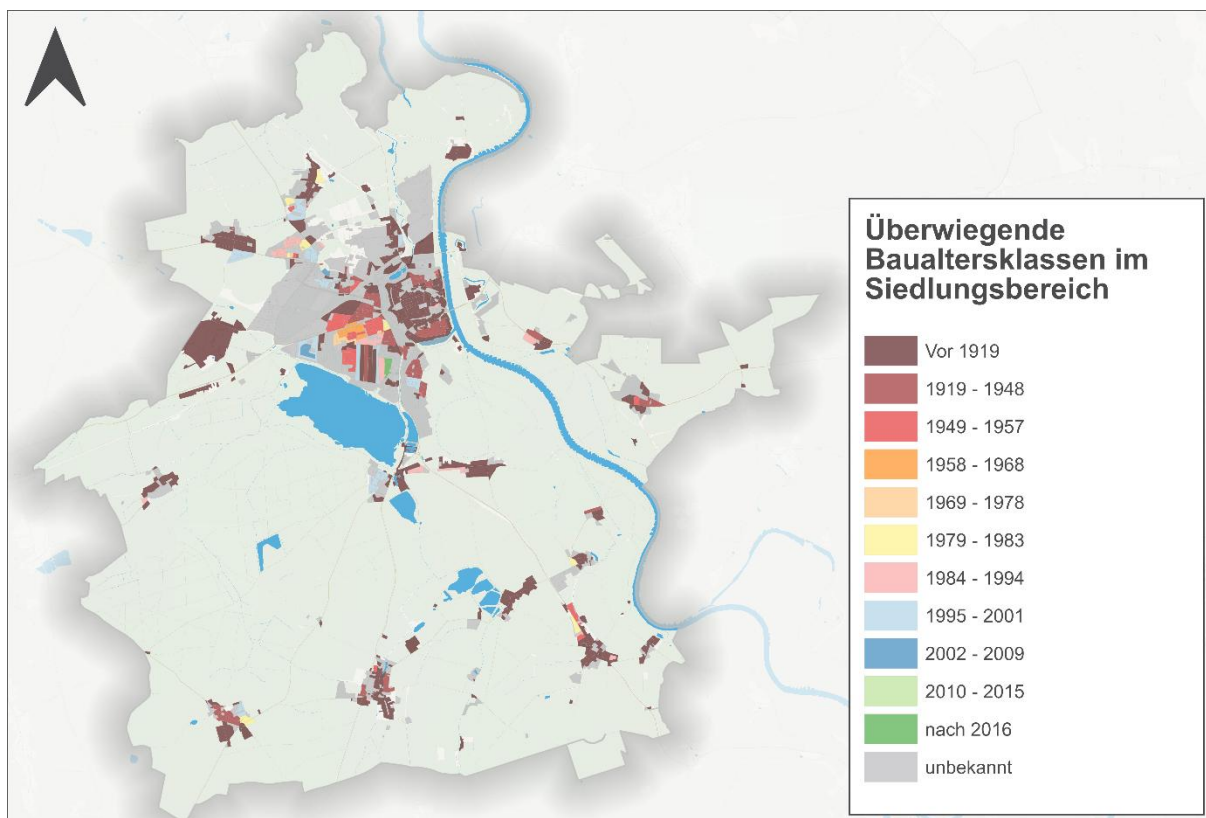 Überwiegende
Baualtersklassen im
Siedlungsbereich
Vor 1919
1919 - 1948
1949 - 1957
1958 - 1968
1969 - 1978
1979 - 1983
1984 - 1994
1995 - 2001
2002 - 2009
2010 - 2015
nach 2016
unbekannt